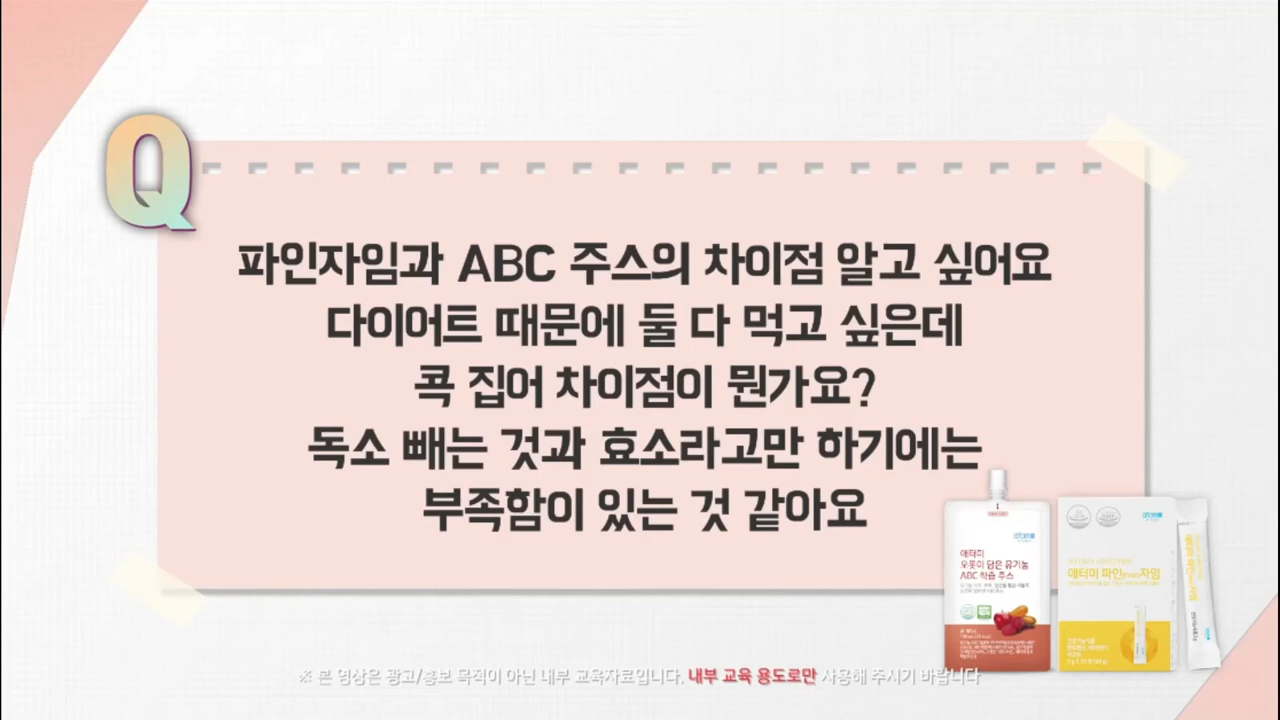 Q
파인자임과 ABC 주스의 차이점 알고 싶어요
다이어트 때문에 둘 다 먹고 싶은데
콕 집어 차이점이 뭔가요?
독소 빼는 것과 효소라고만 하기에는
부족함이 있는 것 같아요
애터미
오롯이 담은 유기농
ABC 착즙 주스
애터미 파인자임
※ 본 영상은 광고/홍보 목적이 아닌 내부 교육자료입니다. 내부 교육 용도로만 사용해 주시기 바랍니다